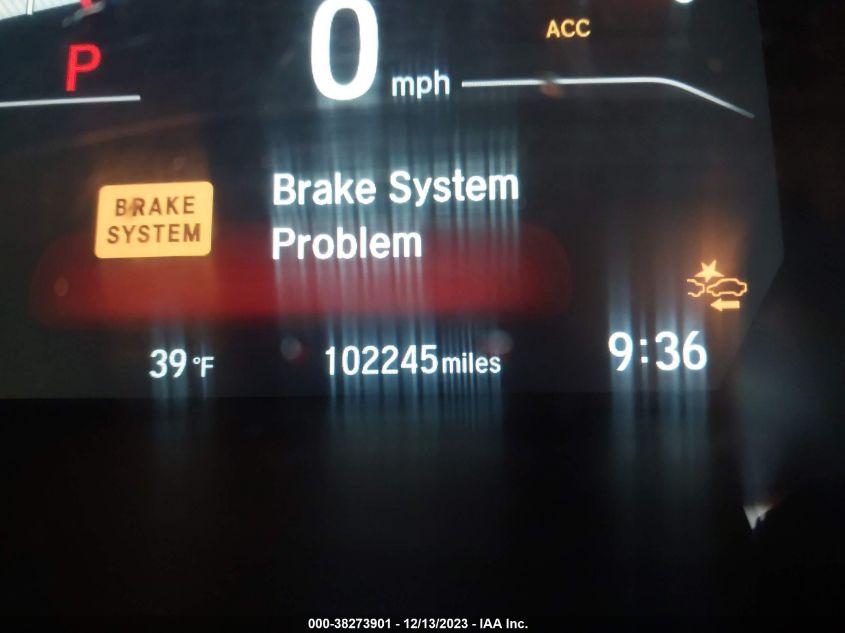 ACC
P
0 mph
BRAKE
SYSTEM
Brake System
Problem
39 °F
102245 miles
9:36
000-38273901 - 12/13/2023 - IAA Inc.